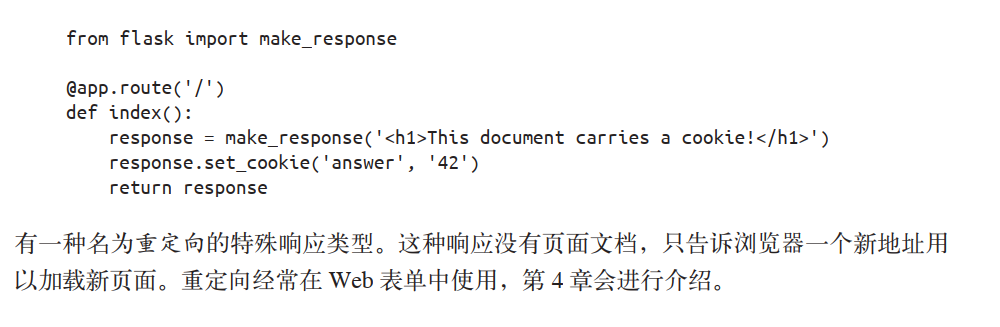 from flask import make_response

@app.route('/')
def index():
    response = make_response('<h1>This document carries a cookie!</h1>')
    response.set_cookie('answer', '42')
    return response

有一种名为重定向的特殊响应类型。这种响应没有页面文档，只告诉浏览器一个新地址用
以加载新页面。重定向经常在 Web 表单中使用，第 4 章会进行介绍。